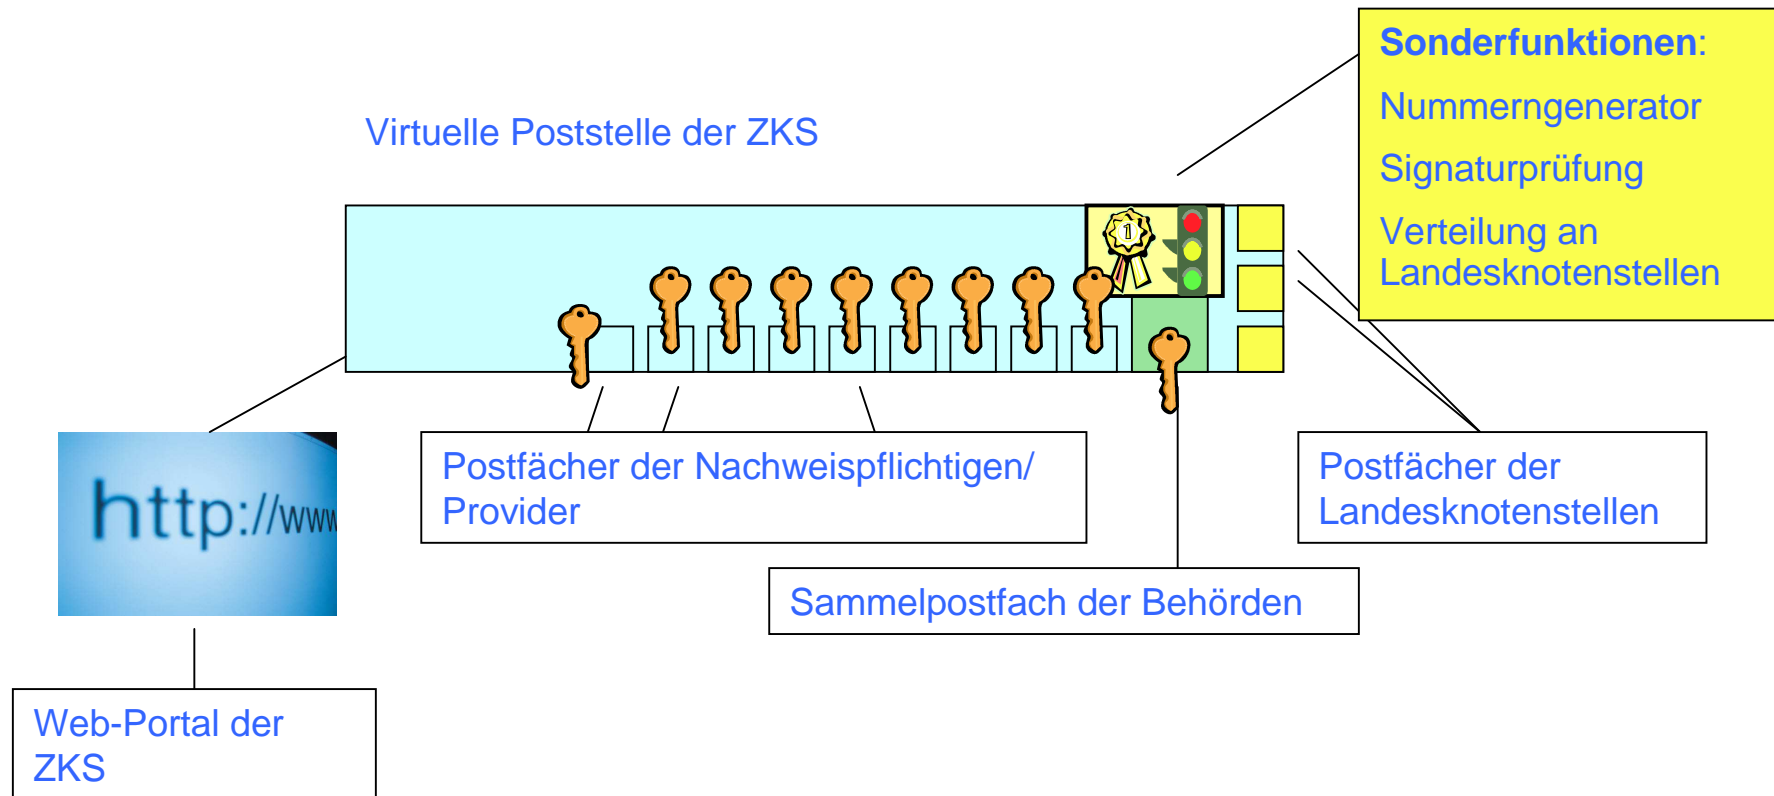 Sonderfunktionen:
Nummerngenerator
Signaturprüfung
Verteilung an
Landesknotenstellen
Virtuelle Poststelle der ZKS
1
http://www
Postfächer der Nachweispflichtigen/
Provider
Postfächer der
Landesknotenstellen
Sammelpostfach der Behörden
Web-Portal der
ZKS